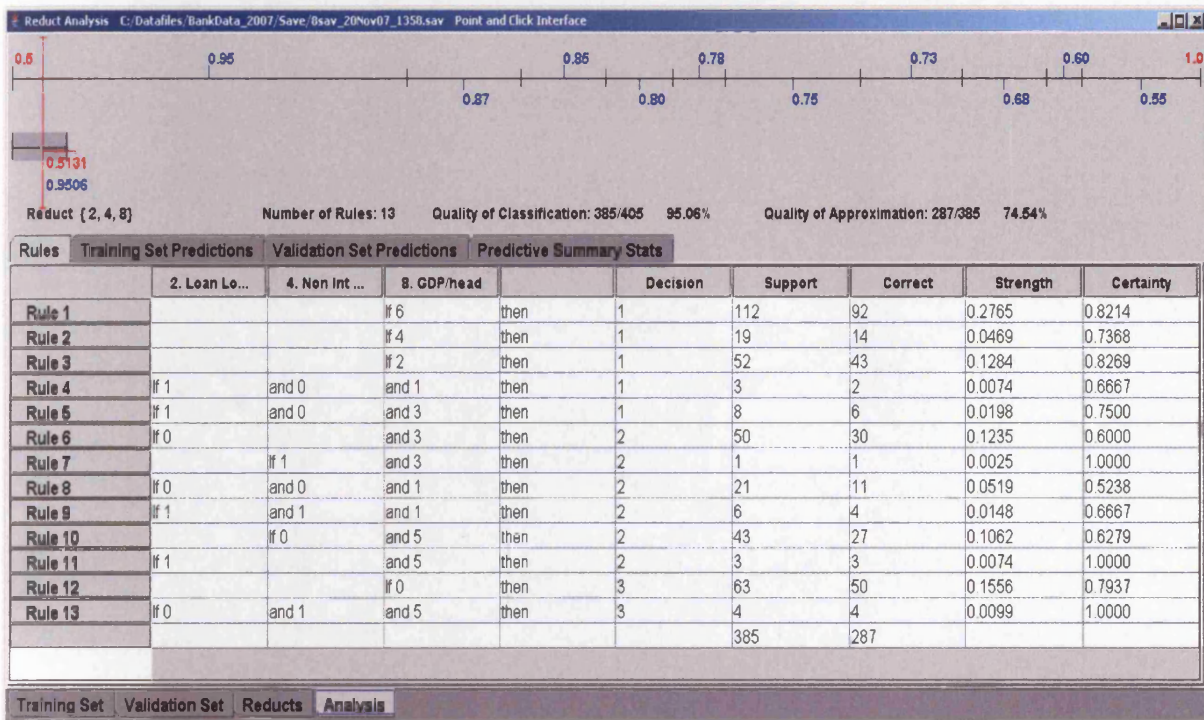 Reduct Analysis C:/Datafiles/BankData_2007/Save/8sav_20Nov07_1358.sav Point and Click Interface
0.5 0.95 0.85 0.78 0.73 0.60 1.0
0.87 0.80 0.75 0.68 0.55
0.5131
0.9506
Reduct { 2, 4, 8} Number of Rules: 13 Quality of Classification: 385/405 95.06% Quality of Approximation: 287/385 74.54%
Rules Training Set Predictions Validation Set Predictions Predictive Summary Stats
2. Loan Lo... 4. Non Int ... 8. GDP/head Decision Support Correct Strength Certainty
Rule 1 If 6 then 1 112 92 0.2765 0.8214
Rule 2 If 4 then 1 19 14 0.0469 0.7368
Rule 3 If 2 then 1 52 43 0.1284 0.8269
Rule 4 If 1 and 0 and 1 then 1 3 2 0.0074 0.6667
Rule 5 If 1 and 0 and 3 then 1 8 6 0.0198 0.7500
Rule 6 If 0 and 3 then 2 50 30 0.1235 0.6000
Rule 7 If 1 and 3 then 2 1 1 0.0025 1.0000
Rule 8 If 0 and 0 and 1 then 2 21 11 0.0519 0.5238
Rule 9 If 1 and 1 and 1 then 2 6 4 0.0148 0.6667
Rule 10 If 0 and 5 then 2 43 27 0.1062 0.6279
Rule 11 If 1 and 5 then 2 3 3 0.0074 1.0000
Rule 12 If 0 then 3 63 50 0.1556 0.7937
Rule 13 If 0 and 1 and 5 then 3 4 4 0.0099 1.0000
385 287
Training Set Validation Set Reducts Analysis